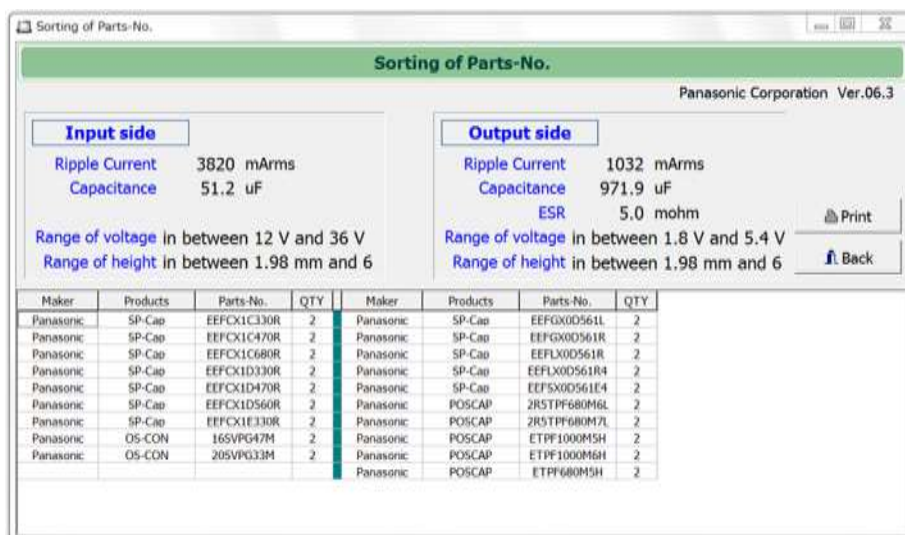 Sorting of Parts-No.
Sorting of Parts-No.
Panasonic Corporation Ver.06.3
Input side
Ripple Current 3820 mArms
Capacitance 51.2 uF
Range of voltage in between 12 V and 36 V
Range of height in between 1.98 mm and 6
Output side
Ripple Current 1032 mArms
Capacitance 971.9 uF
ESR 5.0 mohm
Range of voltage in between 1.8 V and 5.4 V
Range of height in between 1.98 mm and 6
Print
Back
Maker Products Parts-No. QTY Maker Products Parts-No. QTY
Panasonic SP-Cap EEFCX1C330R 2 Panasonic SP-Cap EEFGX0D561L 2
Panasonic SP-Cap EEFCX1C470R 2 Panasonic SP-Cap EEFGX0D561R 2
Panasonic SP-Cap EEFCX1C680R 2 Panasonic SP-Cap EEFLX0D561R 2
Panasonic SP-Cap EEFCX1D330R 2 Panasonic SP-Cap EEFLX0D561R4 2
Panasonic SP-Cap EEFCX1D470R 2 Panasonic SP-Cap EEFSX0D561E4 2
Panasonic SP-Cap EEFCX1D560R 2 Panasonic POSCAP 2R5TPF680M6L 2
Panasonic SP-Cap EEFCX1E330R 2 Panasonic POSCAP 2R5TPF680M7L 2
Panasonic OS-CON 16SVPG47M 2 Panasonic POSCAP ETPF1000M5H 2
Panasonic OS-CON 20SVPG33M 2 Panasonic POSCAP ETPF1000M6H 2
Panasonic POSCAP ETPF680M5H 2